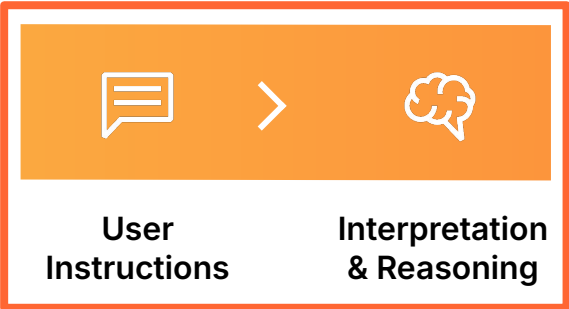 User
Instructions
Interpretation
& Reasoning